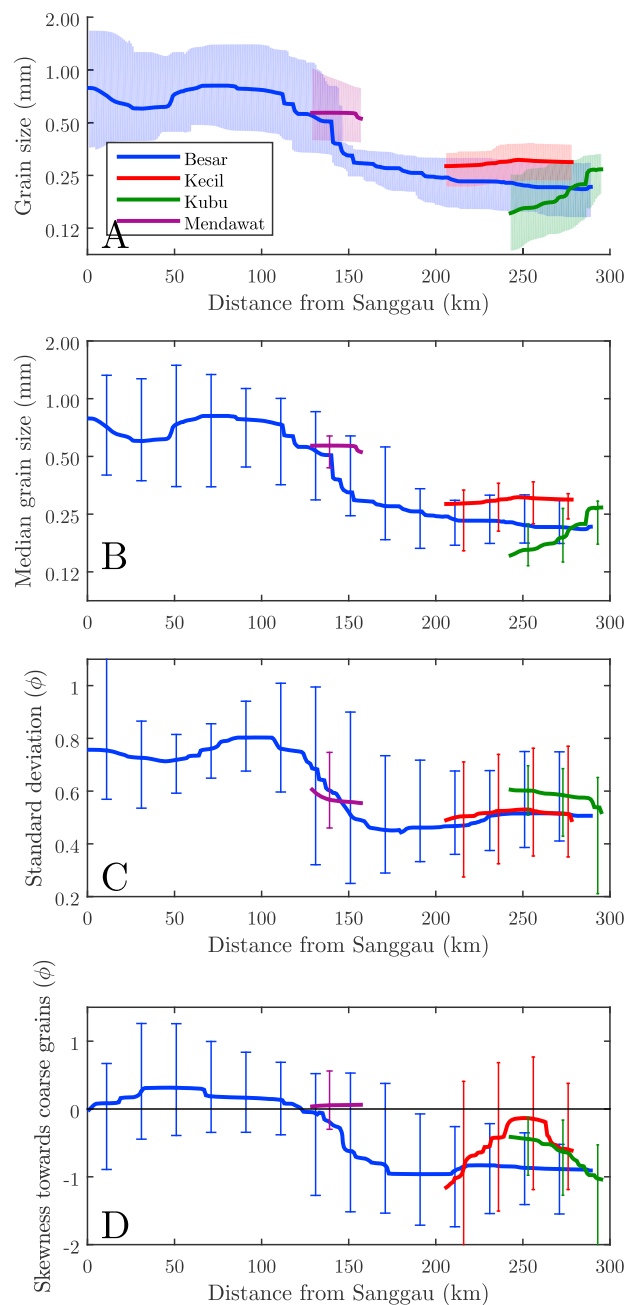 Grain size (mm)
2.00
1.00
0.50
0.25
0.12
Besar
Kecil
Kubu
Mendawat
A
0 50 100 150 200 250 300
Distance from Sanggau (km)
Median grain size (mm)
2.00
1.00
0.50
0.25
0.12
B
0 50 100 150 200 250 300
Standard deviation (ϕ)
1
0.8
0.6
0.4
0.2
C
0 50 100 150 200 250 300
Distance from Sanggau (km)
Skewness towards coarse grains (ϕ)
1
0
-1
-2
D
0 50 100 150 200 250 300
Distance from Sanggau (km)